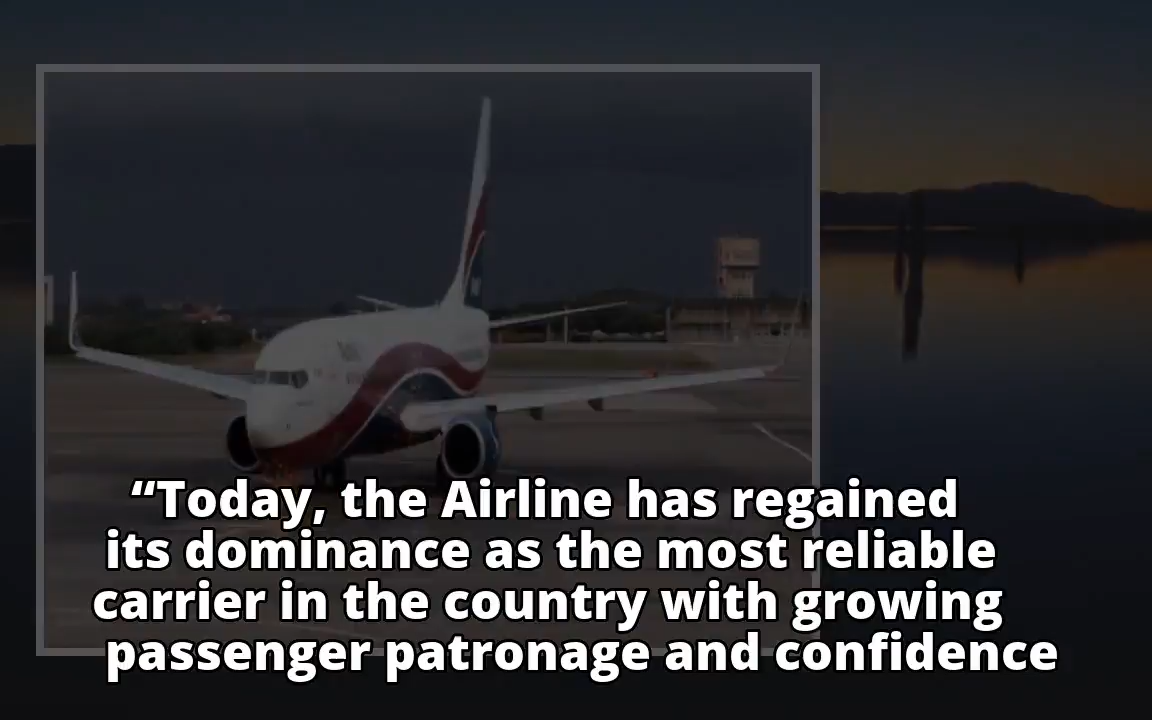 “Today, the Airline has regained
its dominance as the most reliable
carrier in the country with growing
passenger patronage and confidence